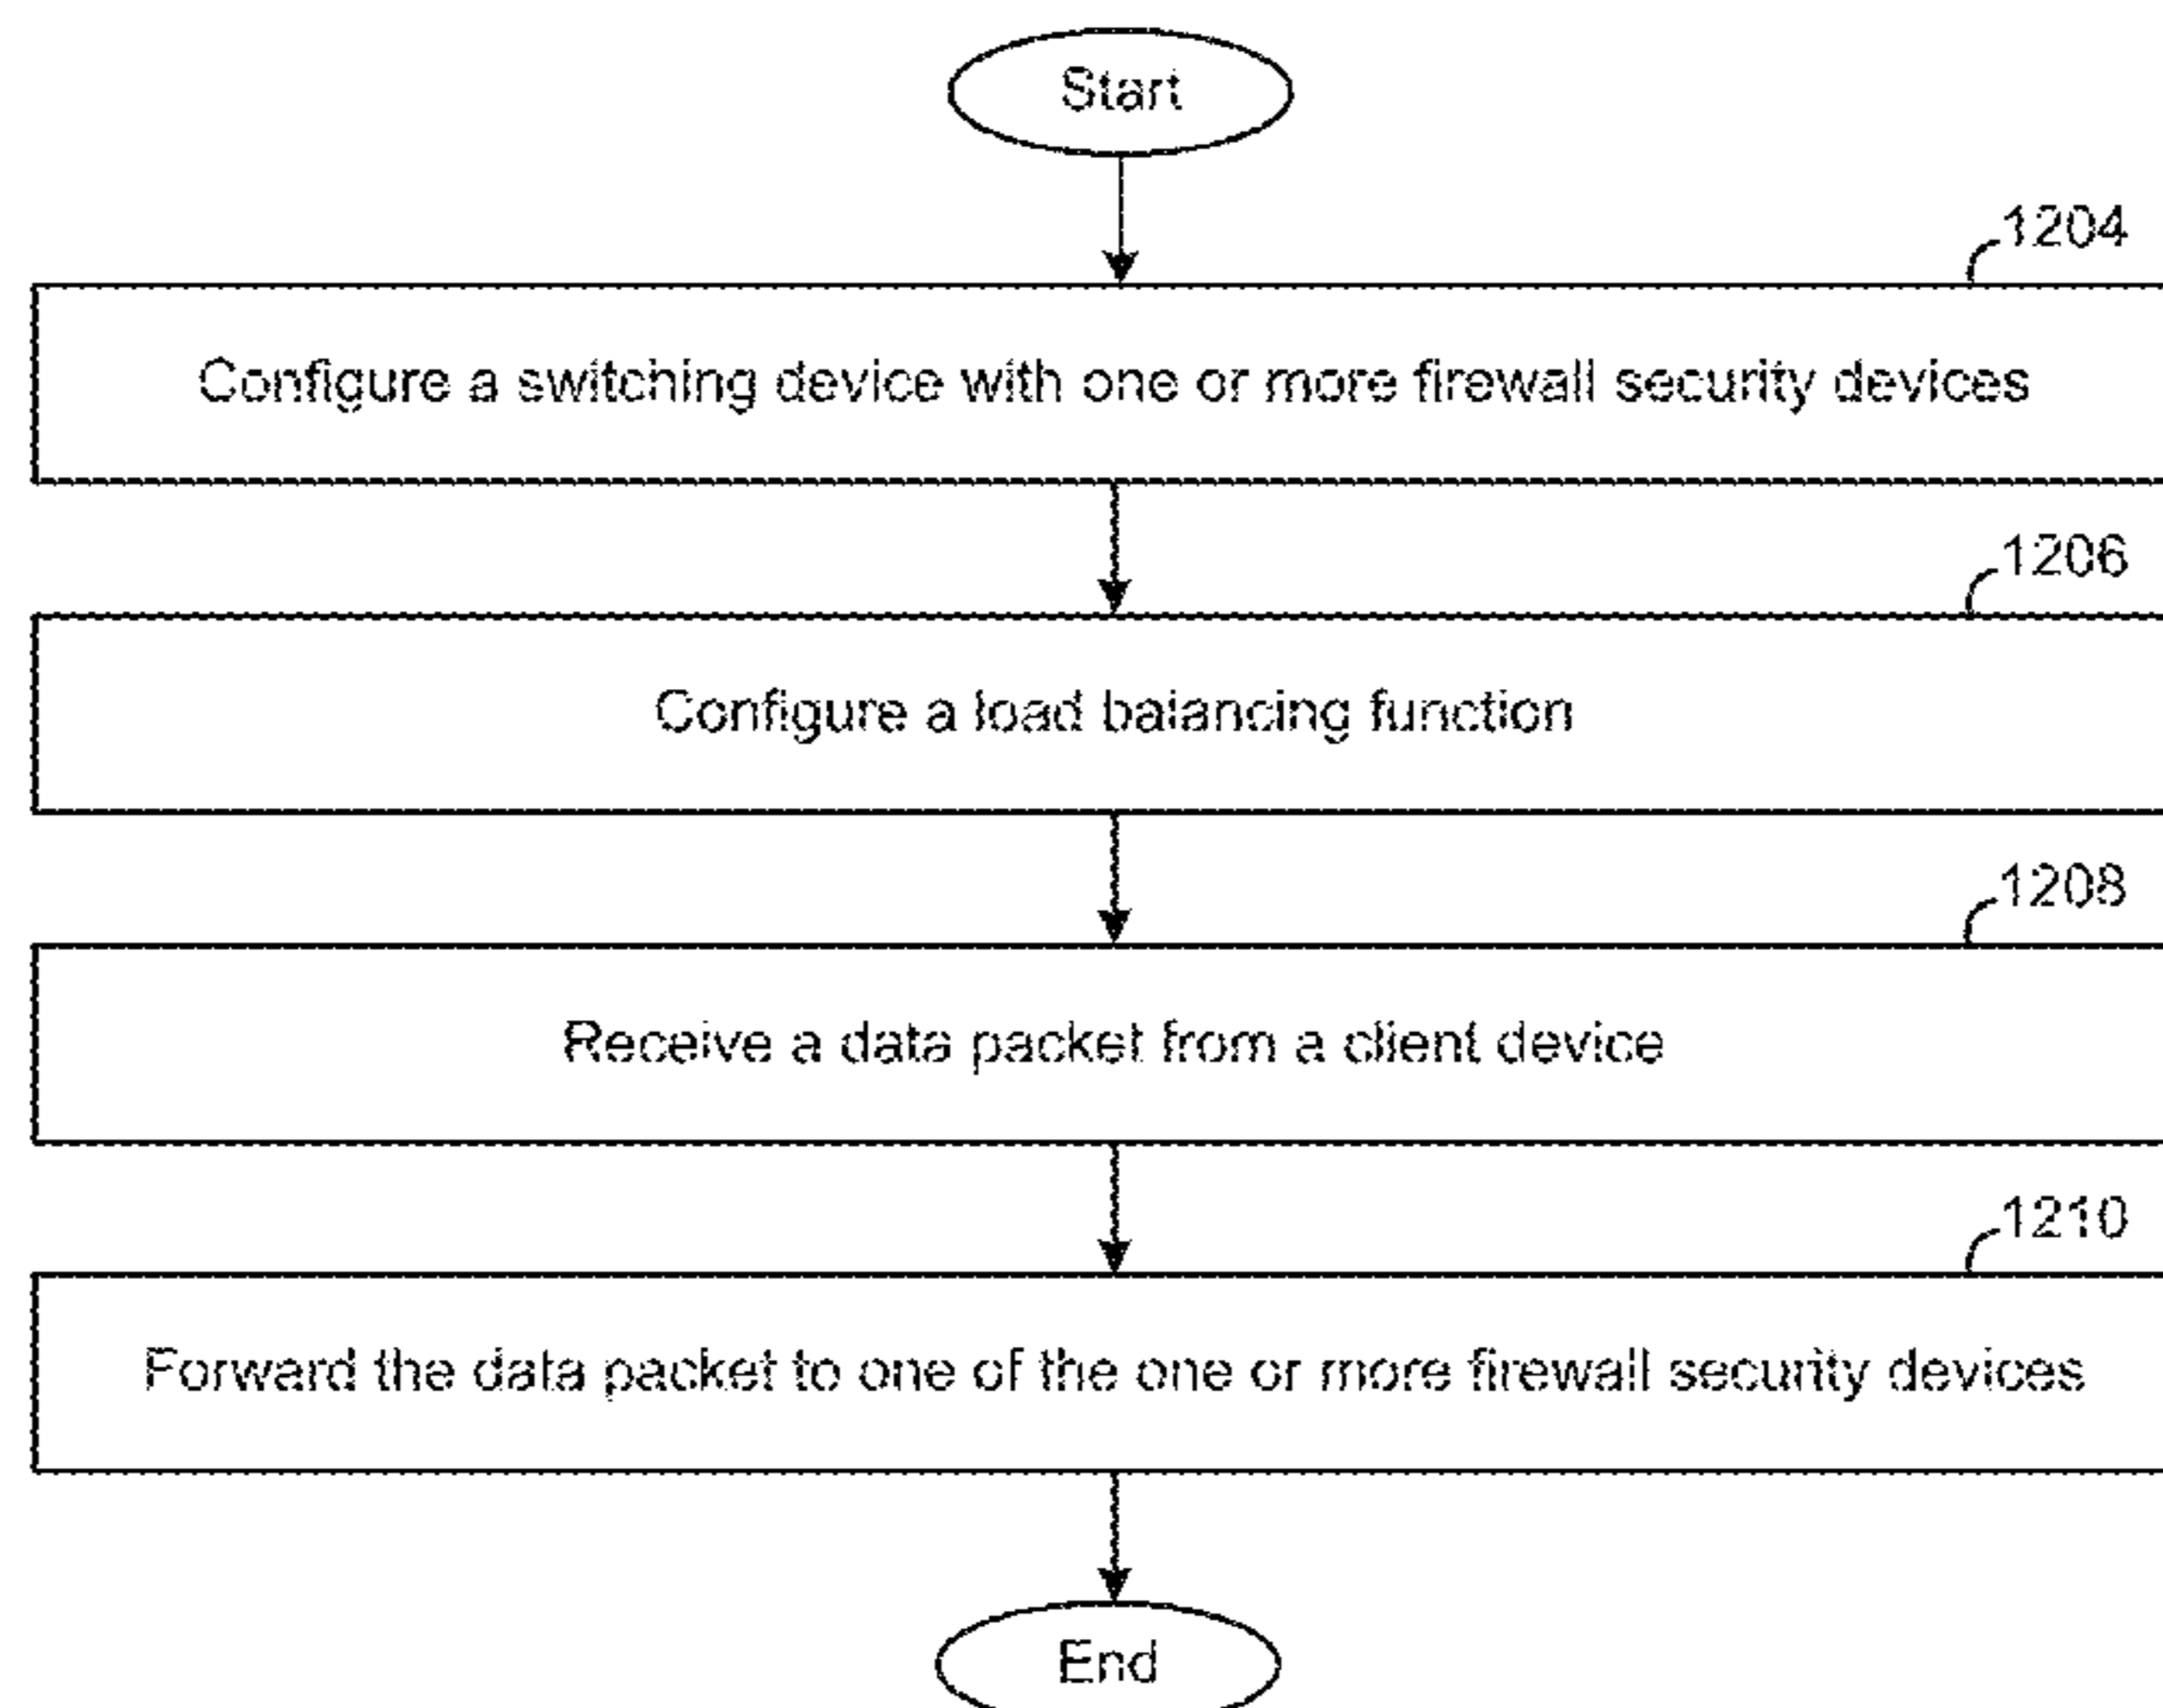 Start
1204
Configure a switching device with one or more firewall security devices
1206
Configure a load balancing function
1208
Receive a data packet from a client device
1210
Forward the data packet to one of the one or more firewall security devices
End